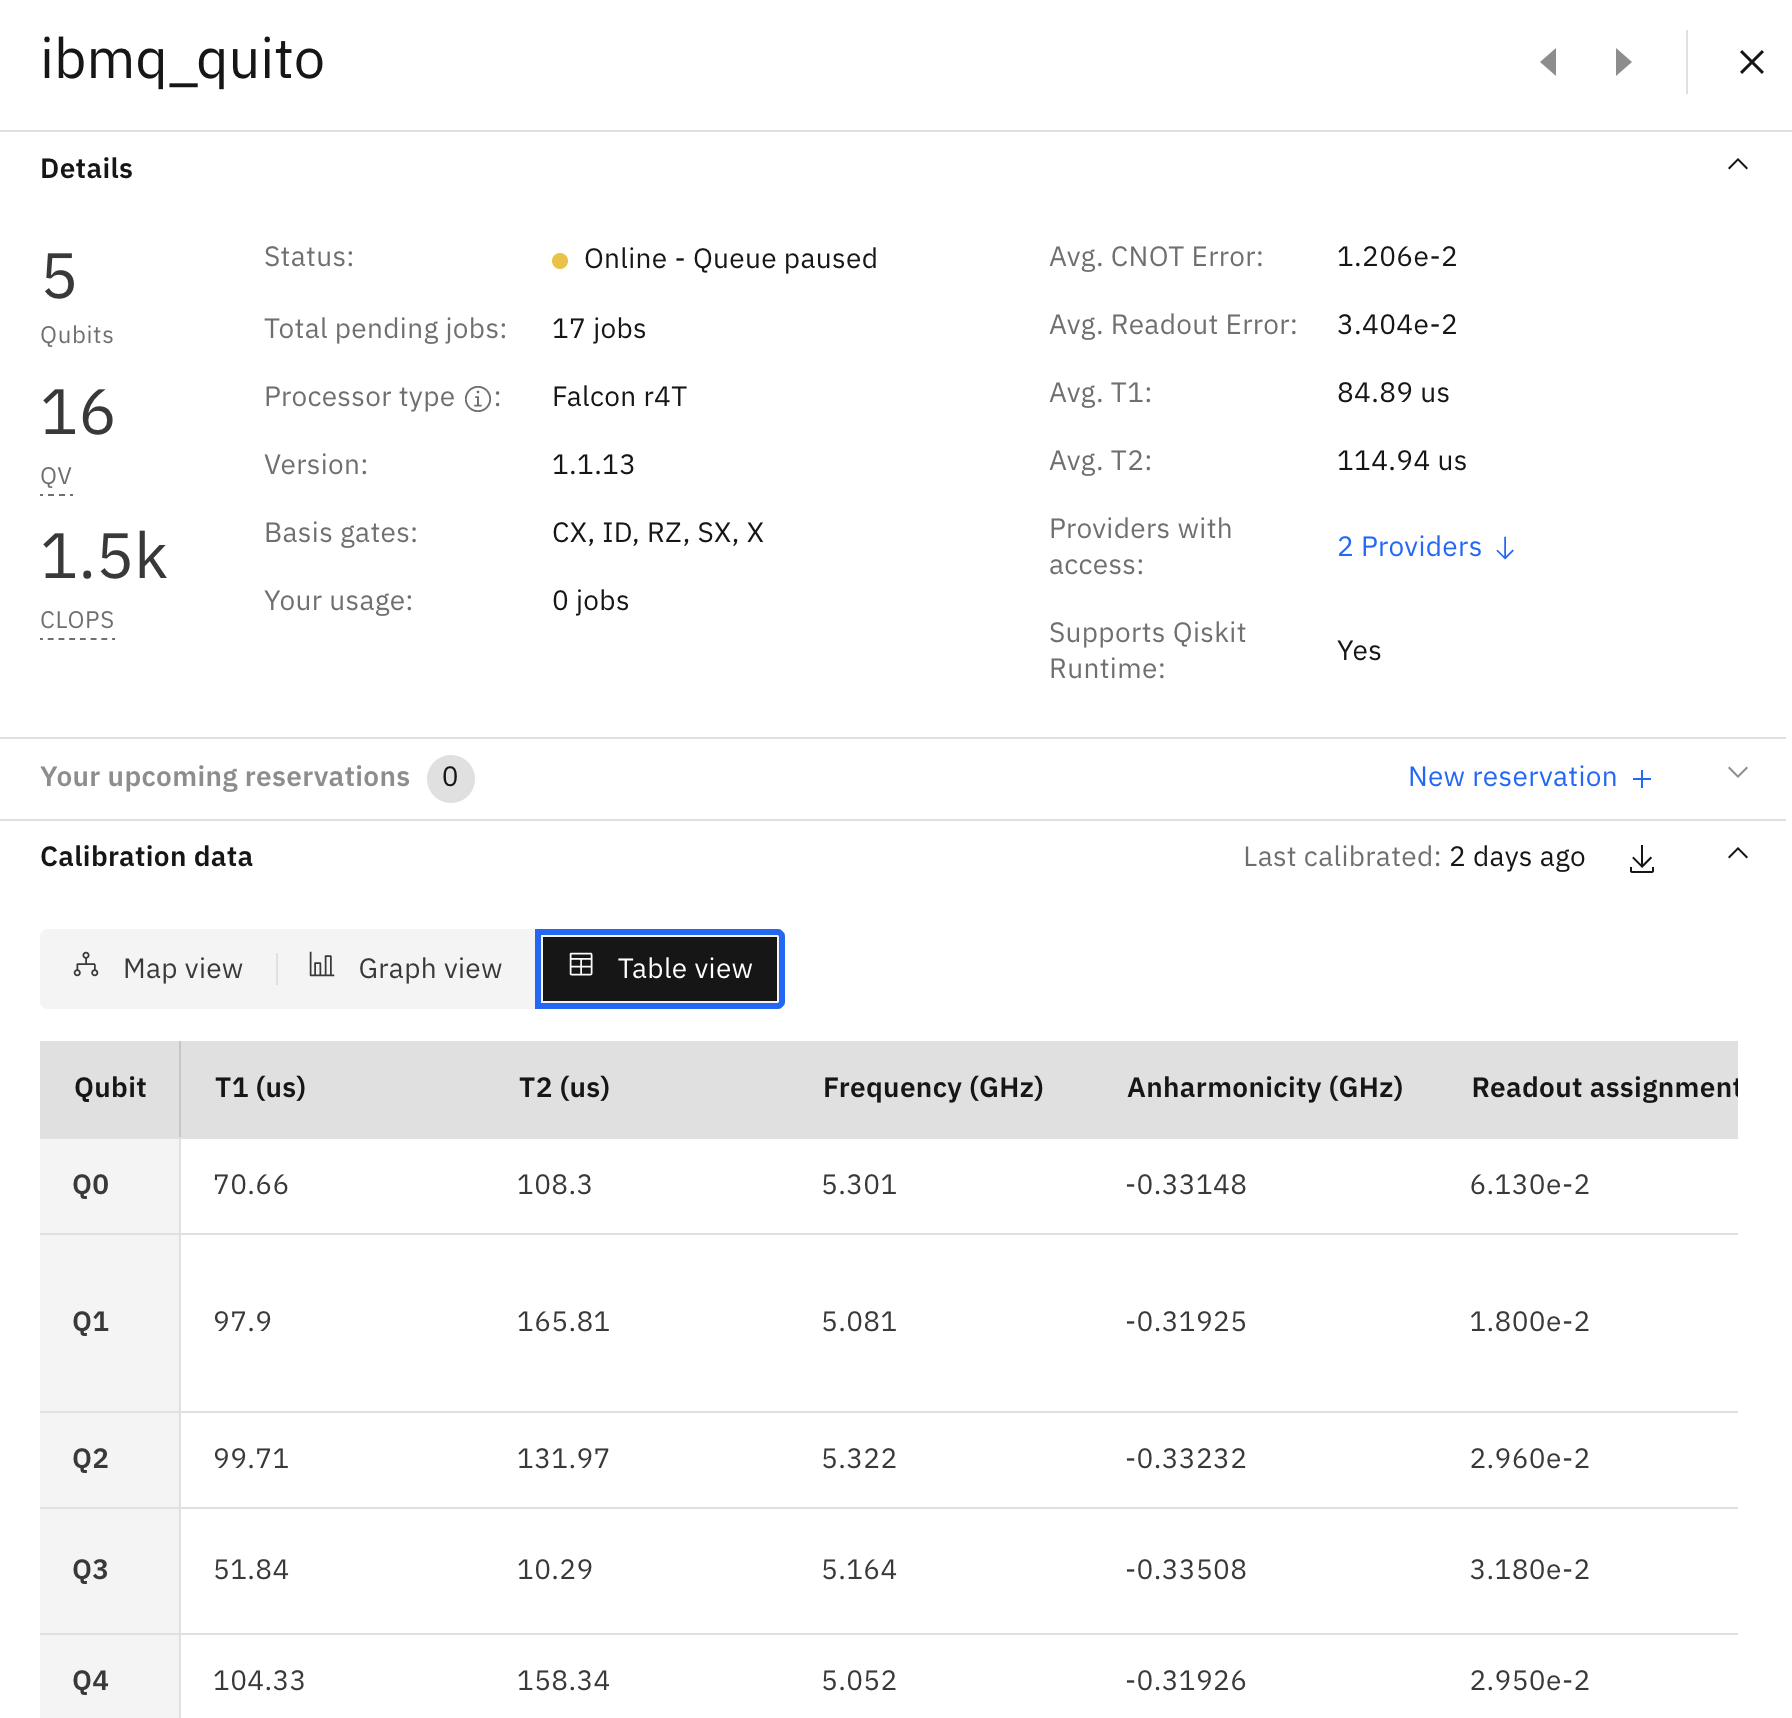 ibmq_quito
Details
5
Qubits
16
QV
1.5k
CLOPS
Status: Online - Queue paused
Total pending jobs: 17 jobs
Processor type : Falcon r4T
Version: 1.1.13
Basis gates: CX, ID, RZ, SX, X
Your usage: 0 jobs
Avg. CNOT Error: 1.206e-2
Avg. Readout Error: 3.404e-2
Avg. T1: 84.89 us
Avg. T2: 114.94 us
Providers with
access: 2 Providers ↓
Supports Qiskit
Runtime: Yes
Your upcoming reservations 0 New reservation +
Calibration data Last calibrated: 2 days ago
Map view Graph view Table view
Qubit T1 (us) T2 (us) Frequency (GHz) Anharmonicity (GHz) Readout assignment
Q0 70.66 108.3 5.301 -0.33148 6.130e-2
Q1 97.9 165.81 5.081 -0.31925 1.800e-2
Q2 99.71 131.97 5.322 -0.33232 2.960e-2
Q3 51.84 10.29 5.164 -0.33508 3.180e-2
Q4 104.33 158.34 5.052 -0.31926 2.950e-2